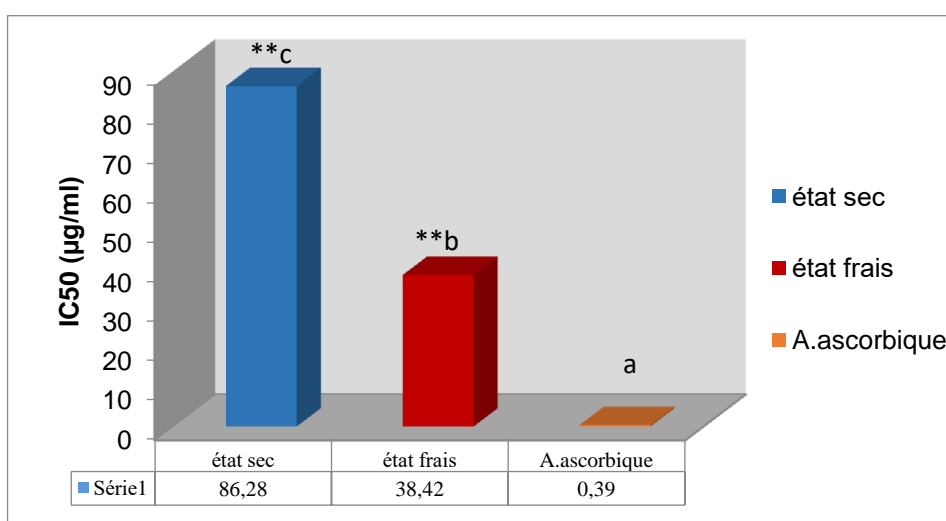 **c
**b
a
IC50 (µg/ml)
90
80
70
60
50
40
30
20
10
0
état sec
état frais
A.ascorbique
état sec état frais A.ascorbique
Série1 86,28 38,42 0,39